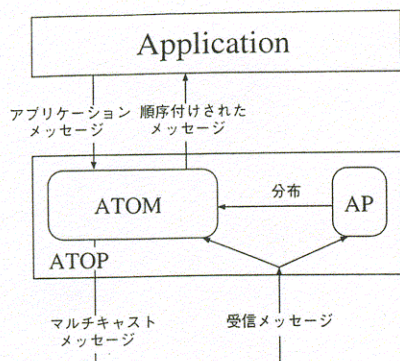 Application
アプリケーション
メッセージ
順序付けされた
メッセージ
ATOM
分布
AP
ATOP
マルチキャスト
メッセージ
受信メッセージ